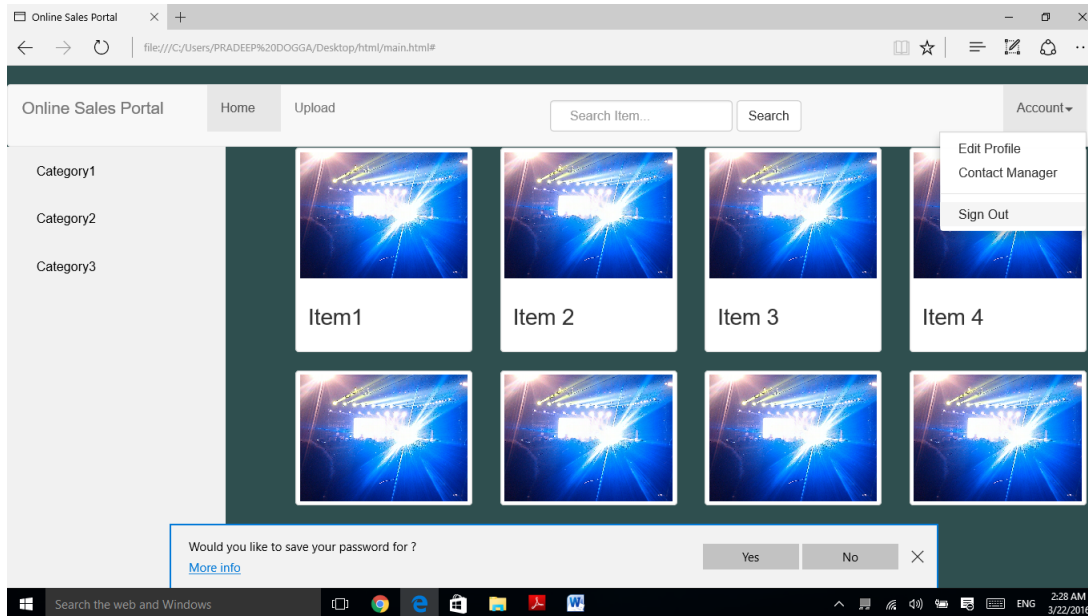 Online Sales Portal
file:///C:/Users/PRADEEP%20DOGGA/Desktop/html/main.html#
Online Sales Portal Home Upload Search Item... Search Account
Edit Profile
Contact Manager
Sign Out
Category1
Category2
Category3
Item1 Item 2 Item 3 Item 4
Would you like to save your password for ?
More info
Yes No
Search the web and Windows
ENG
2:28 AM
3/22/2016